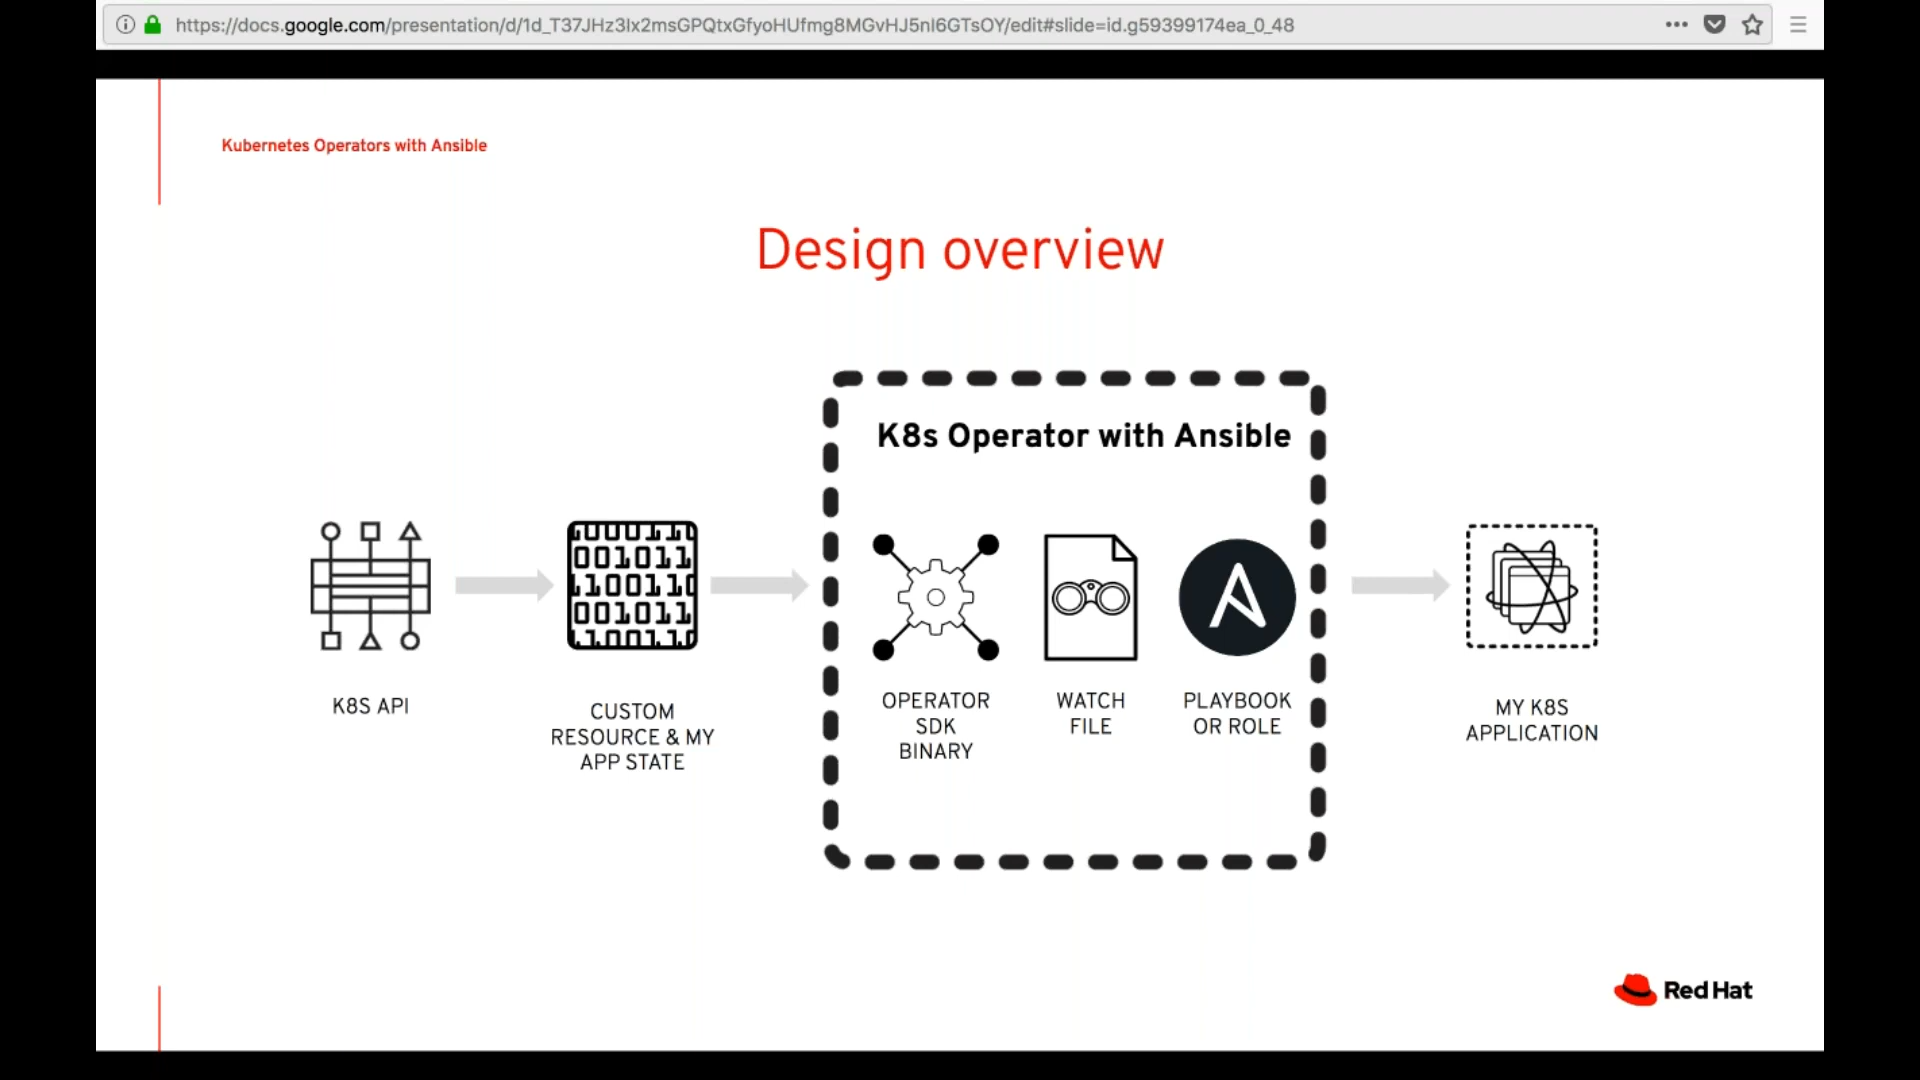 https://docs.google.com/presentation/d/1d_T37JHz3Ix2msGPQtxGfyoHUfmg8MGvHJ5nI6GTsOY/edit#slide=id.g59399174ea_0_48
Kubernetes Operators with Ansible
Design overview
K8s Operator with Ansible
K8S API
CUSTOM
RESOURCE & MY
APP STATE
OPERATOR
SDK
BINARY
WATCH
FILE
PLAYBOOK
OR ROLE
MY K8S
APPLICATION
Red Hat